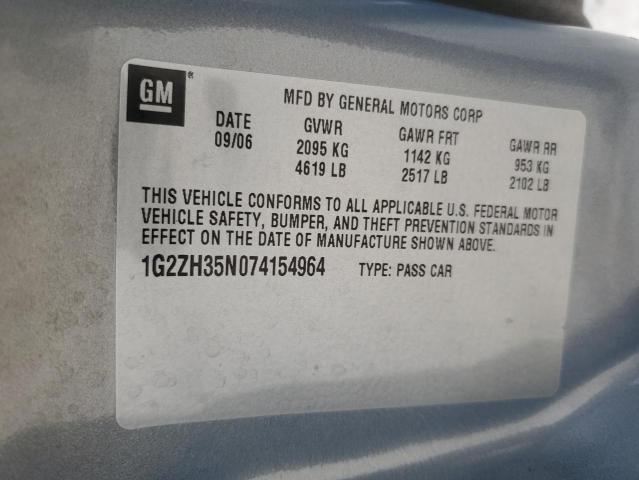 GM ®
MFD BY GENERAL MOTORS CORP
DATE GVWR GAWR FRT GAWR RR
09/06 2095 KG 1142 KG 953 KG
4619 LB 2517 LB 2102 LB
THIS VEHICLE CONFORMS TO ALL APPLICABLE U.S. FEDERAL MOTOR
VEHICLE SAFETY, BUMPER, AND THEFT PREVENTION STANDARDS IN
EFFECT ON THE DATE OF MANUFACTURE SHOWN ABOVE.
1G2ZH35N074154964 TYPE: PASS CAR